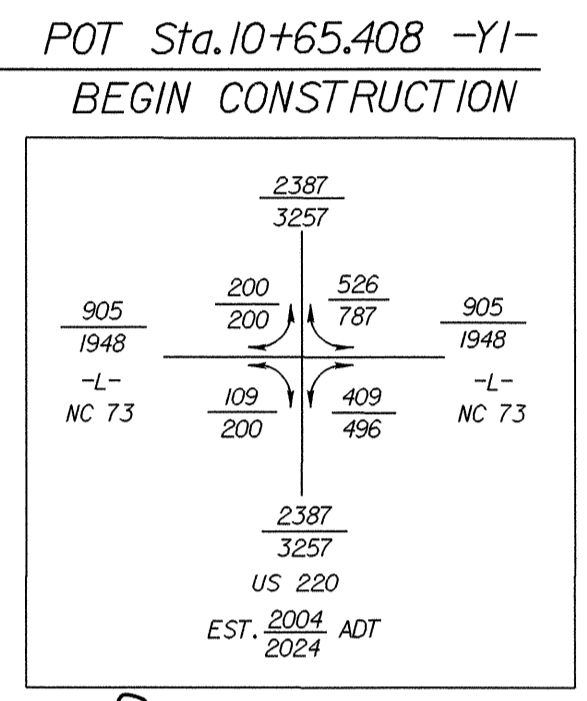 POT Sta.10+65.408 -Y1-
BEGIN CONSTRUCTION
2387
3257
200
200
526
787
905
1948
905
1948
-L-
NC 73
-L-
NC 73
109
200
409
496
2387
3257
US 220
EST. 2004 ADT
2024